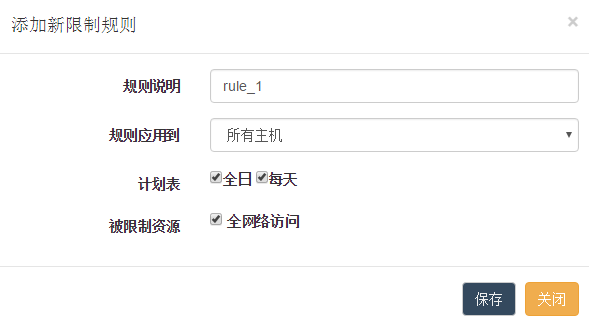 添加新限制规则 ×
规则说明 rule_1
规则应用到 所有主机
计划表 全日 每天
被限制资源 全网络访问
保存 关闭